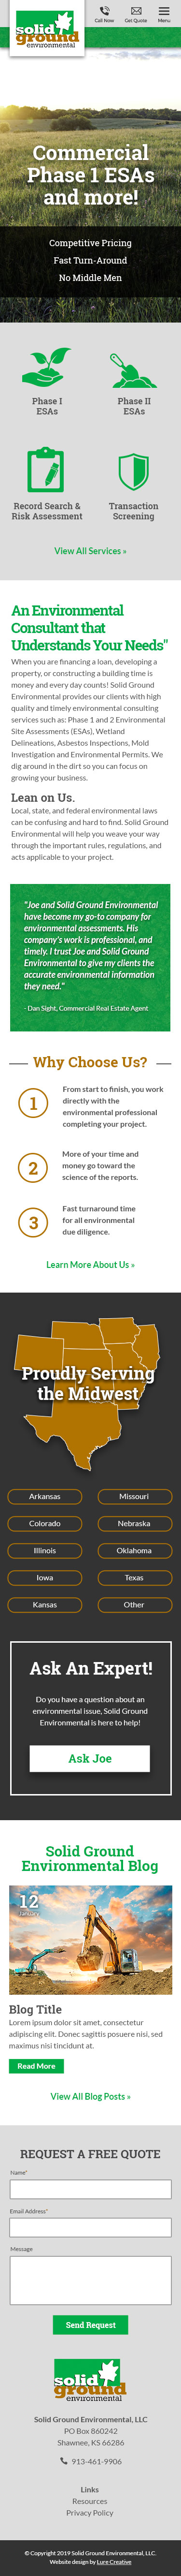 solid
ground
environmental
Call Now
Get Quote
Menu
Commercial
Phase 1 ESAs
and more!
Competitive Pricing
Fast Turn-Around
No Middle Men
Phase I
ESAs
Phase II
ESAs
Record Search &
Risk Assessment
Transaction
Screening
View All Services »
An Environmental
Consultant that
Understands Your Needs"
When you are financing a loan, developing a
property, or constructing a building time is
money and every day counts! Solid Ground
Environmental provides our clients with high
quality and timely environmental consulting
services such as: Phase 1 and 2 Environmental
Site Assessments (ESAs), Wetland
Delineations, Asbestos Inspections, Mold
Investigation and Environmental Permits. We
dig around in the dirt so you can focus on
growing your business.
Lean on Us.
Local, state, and federal environmental laws
can be confusing and hard to find. Solid Ground
Environmental will help you weave your way
through the important rules, regulations, and
acts applicable to your project.
"Joe and Solid Ground Environmental
have become my go-to company for
environmental assessments. His
company's work is professional, and
timely. I trust Joe and Solid Ground
Environmental to give my clients the
accurate environmental information
they need."
- Dan Sight, Commercial Real Estate Agent
Why Choose Us?
1
From start to finish, you work
directly with the
environmental professional
completing your project.
2
More of your time and
money go toward the
science of the reports.
3
Fast turnaround time
for all environmental
due diligence.
Learn More About Us »
Proudly Serving
the Midwest
Arkansas
Missouri
Colorado
Nebraska
Illinois
Oklahoma
Iowa
Texas
Kansas
Other
Ask An Expert!
Do you have a question about an
environmental issue, Solid Ground
Environmental is here to help!
Ask Joe
Solid Ground
Environmental Blog
12
January
Blog Title
Lorem ipsum dolor sit amet, consectetur
adipiscing elit. Donec sagittis posuere nisi, sed
maximus nisi tincidunt at.
Read More
View All Blog Posts »
REQUEST A FREE QUOTE
Name*
Email Address*
Message
Send Request
solid
ground
environmental
Solid Ground Environmental, LLC
PO Box 860242
Shawnee, KS 66286
913-461-9906
Links
Resources
Privacy Policy
© Copyright 2019 Solid Ground Environmental, LLC.
Website design by Lure Creative